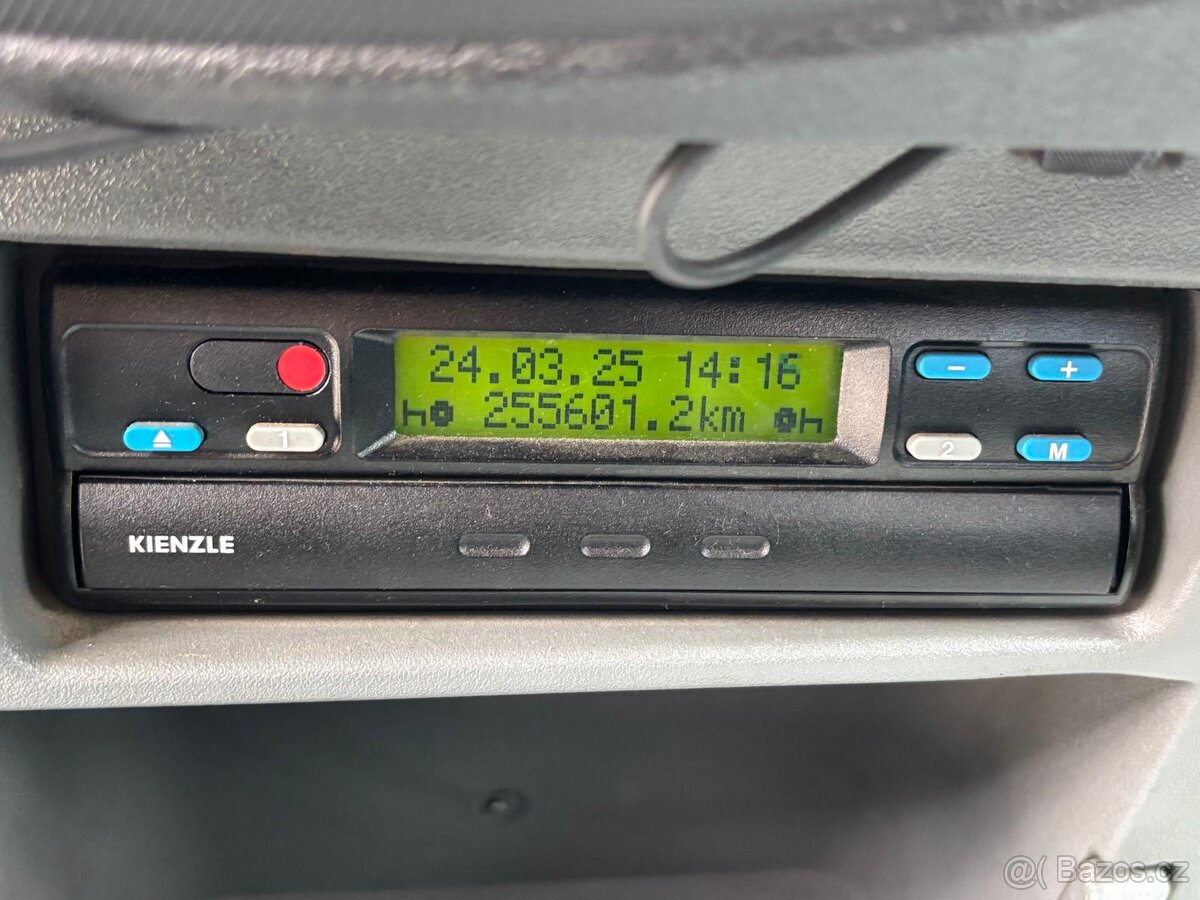 24.03.25 14:16
h 255601.2km h
1
− +
2 M
KIENZLE
@( Bazos.cz